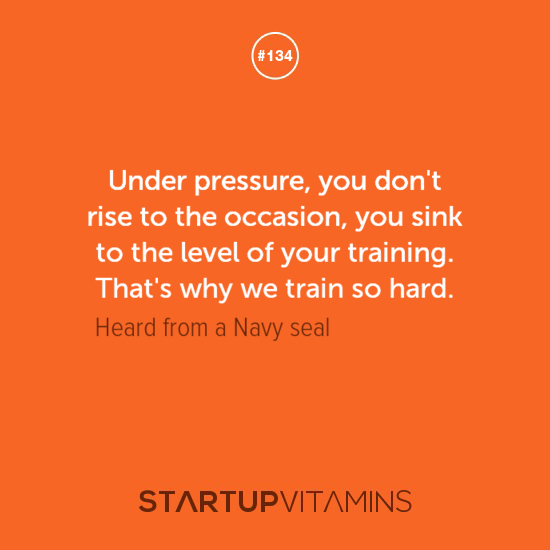 #134
Under pressure, you don't
rise to the occasion, you sink
to the level of your training.
That's why we train so hard.
Heard from a Navy seal
STARTUPVITAMINS